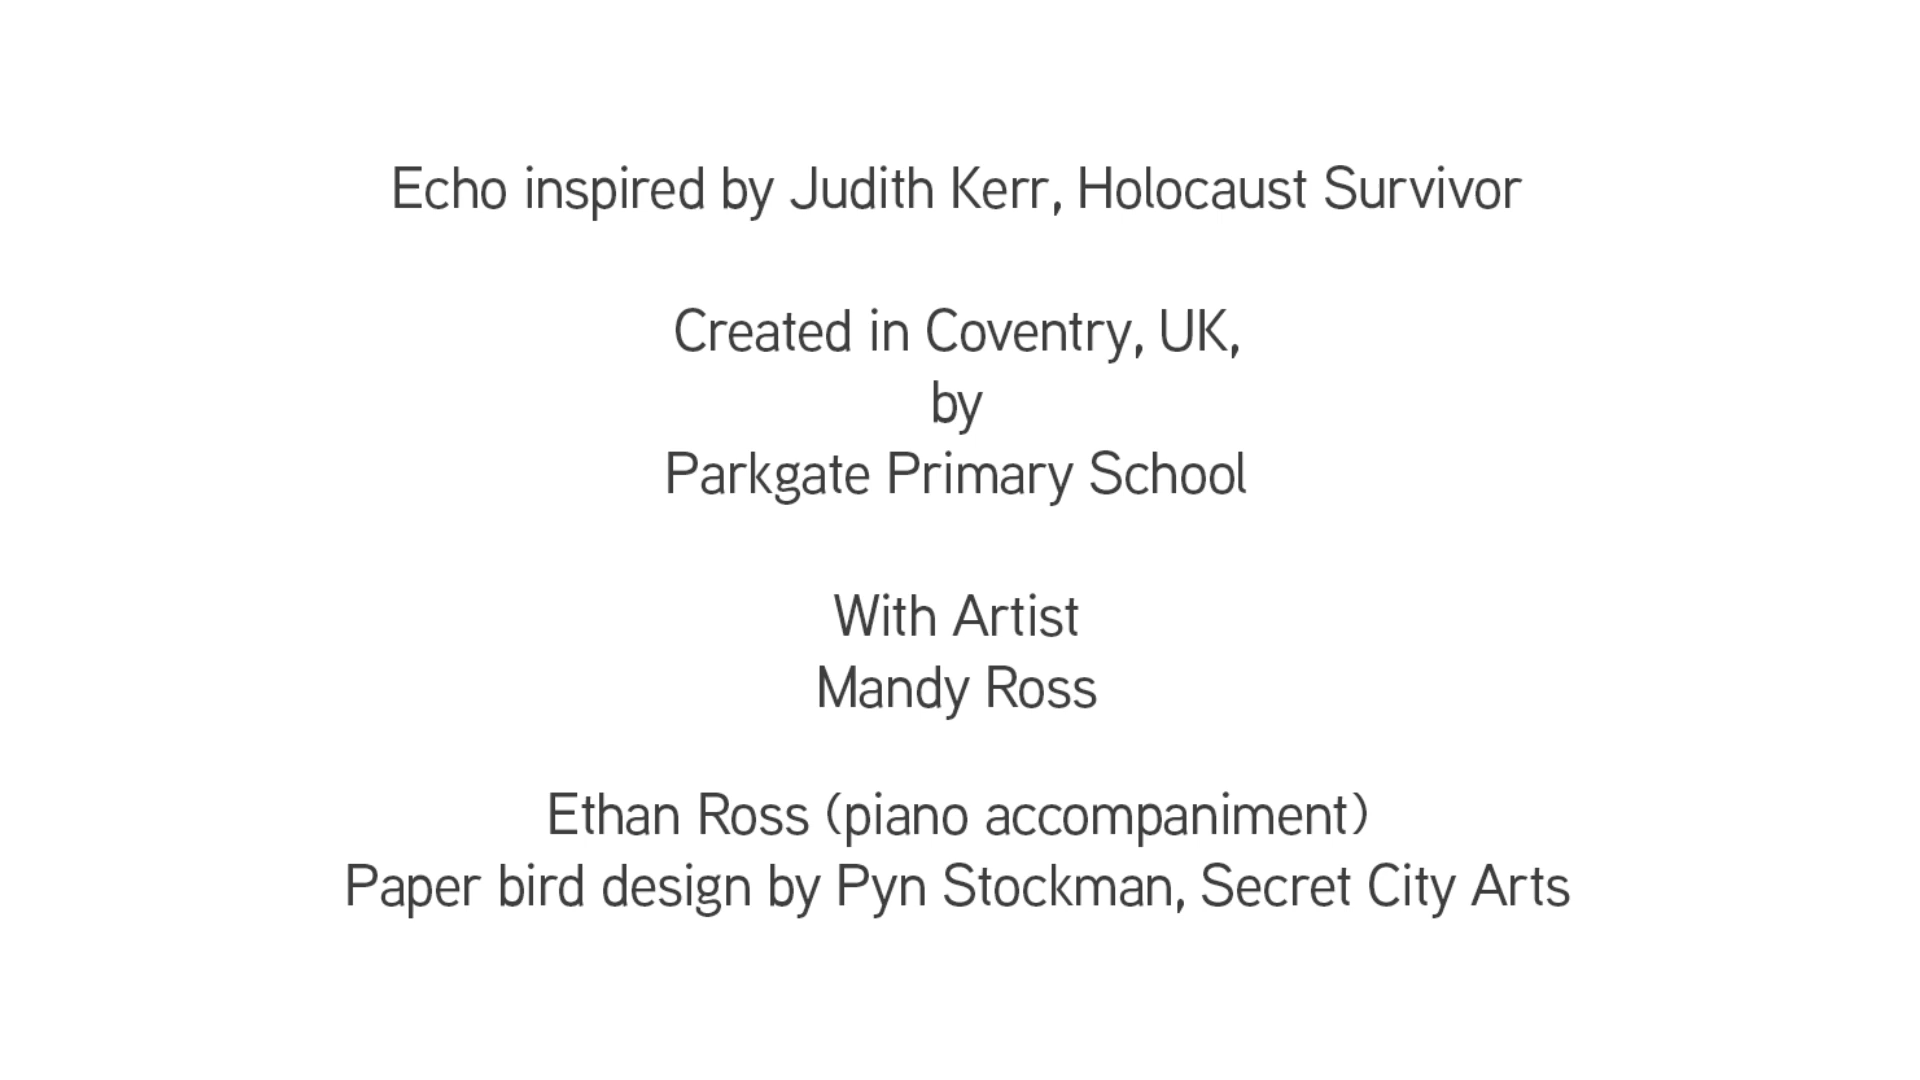 Echo inspired by Judith Kerr, Holocaust Survivor
Created in Coventry, UK,
by
Parkgate Primary School
With Artist
Mandy Ross
Ethan Ross (piano accompaniment)
Paper bird design by Pyn Stockman, Secret City Arts